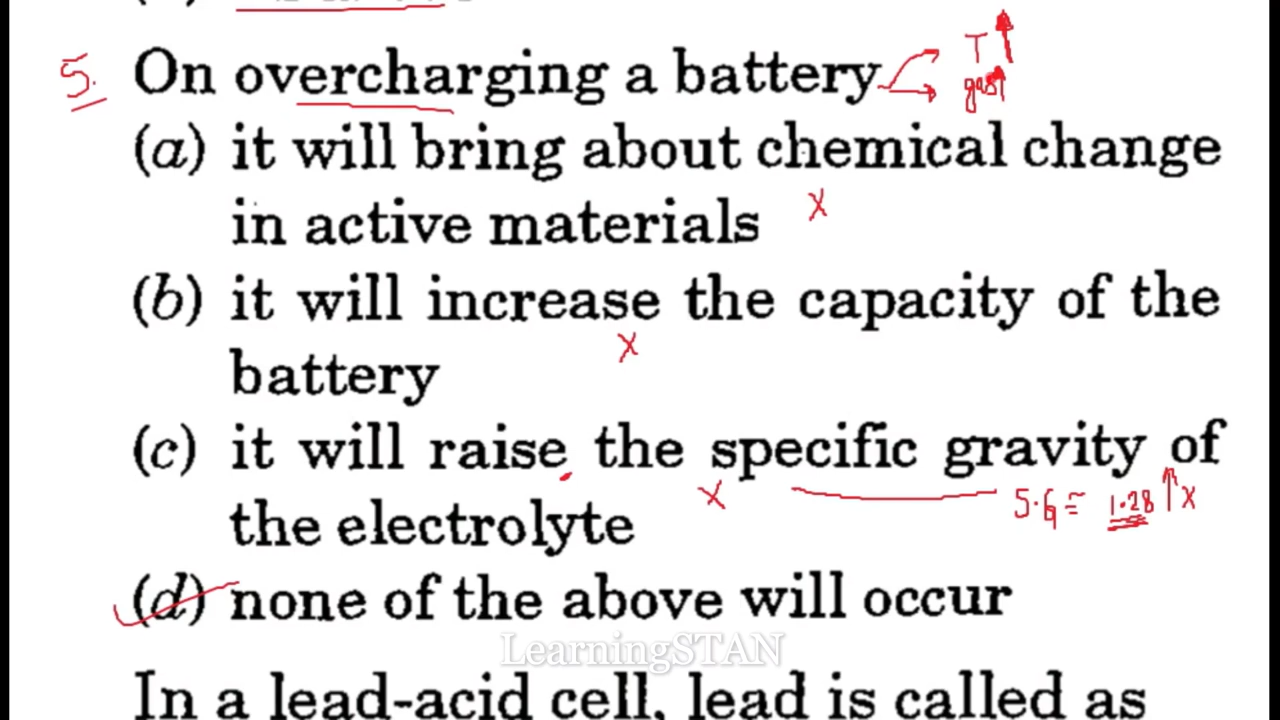 5. On overcharging a battery T↑
gas↑
(a) it will bring about chemical change
in active materials X
(b) it will increase the capacity of the
X
battery
(c) it will raise the specific gravity of
X S.G = 1.28 ↑ X
the electrolyte
(d) none of the above will occur
LearningSTAN
In a lead-acid cell, lead is called as